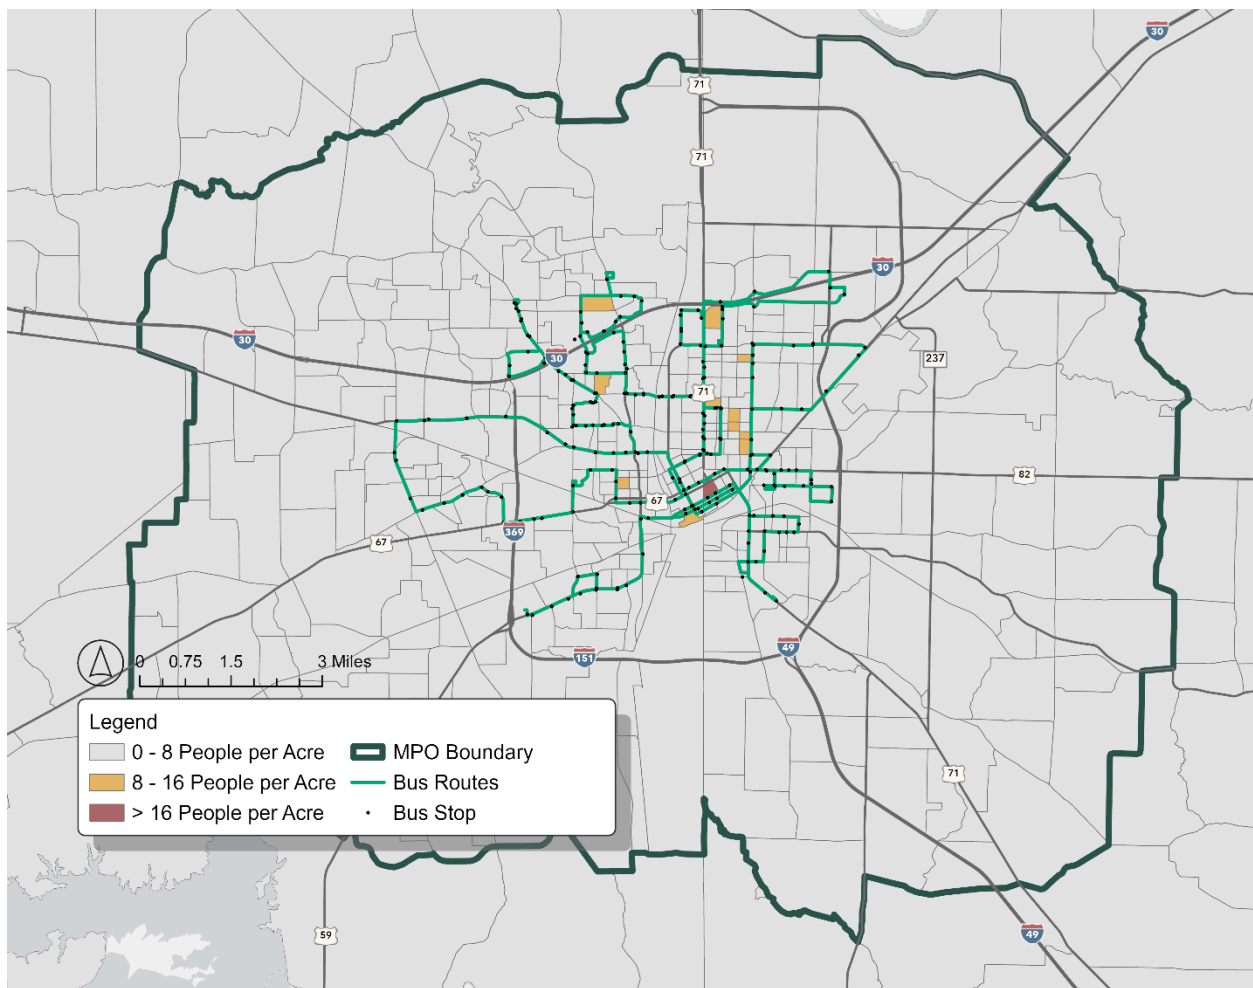 30
71
71
30
30
30
237
71
82
67
67
369
49
151
0 0.75 1.5 3 Miles
Legend
0 - 8 People per Acre
MPO Boundary
8 - 16 People per Acre
Bus Routes
> 16 People per Acre
Bus Stop
71
59
49